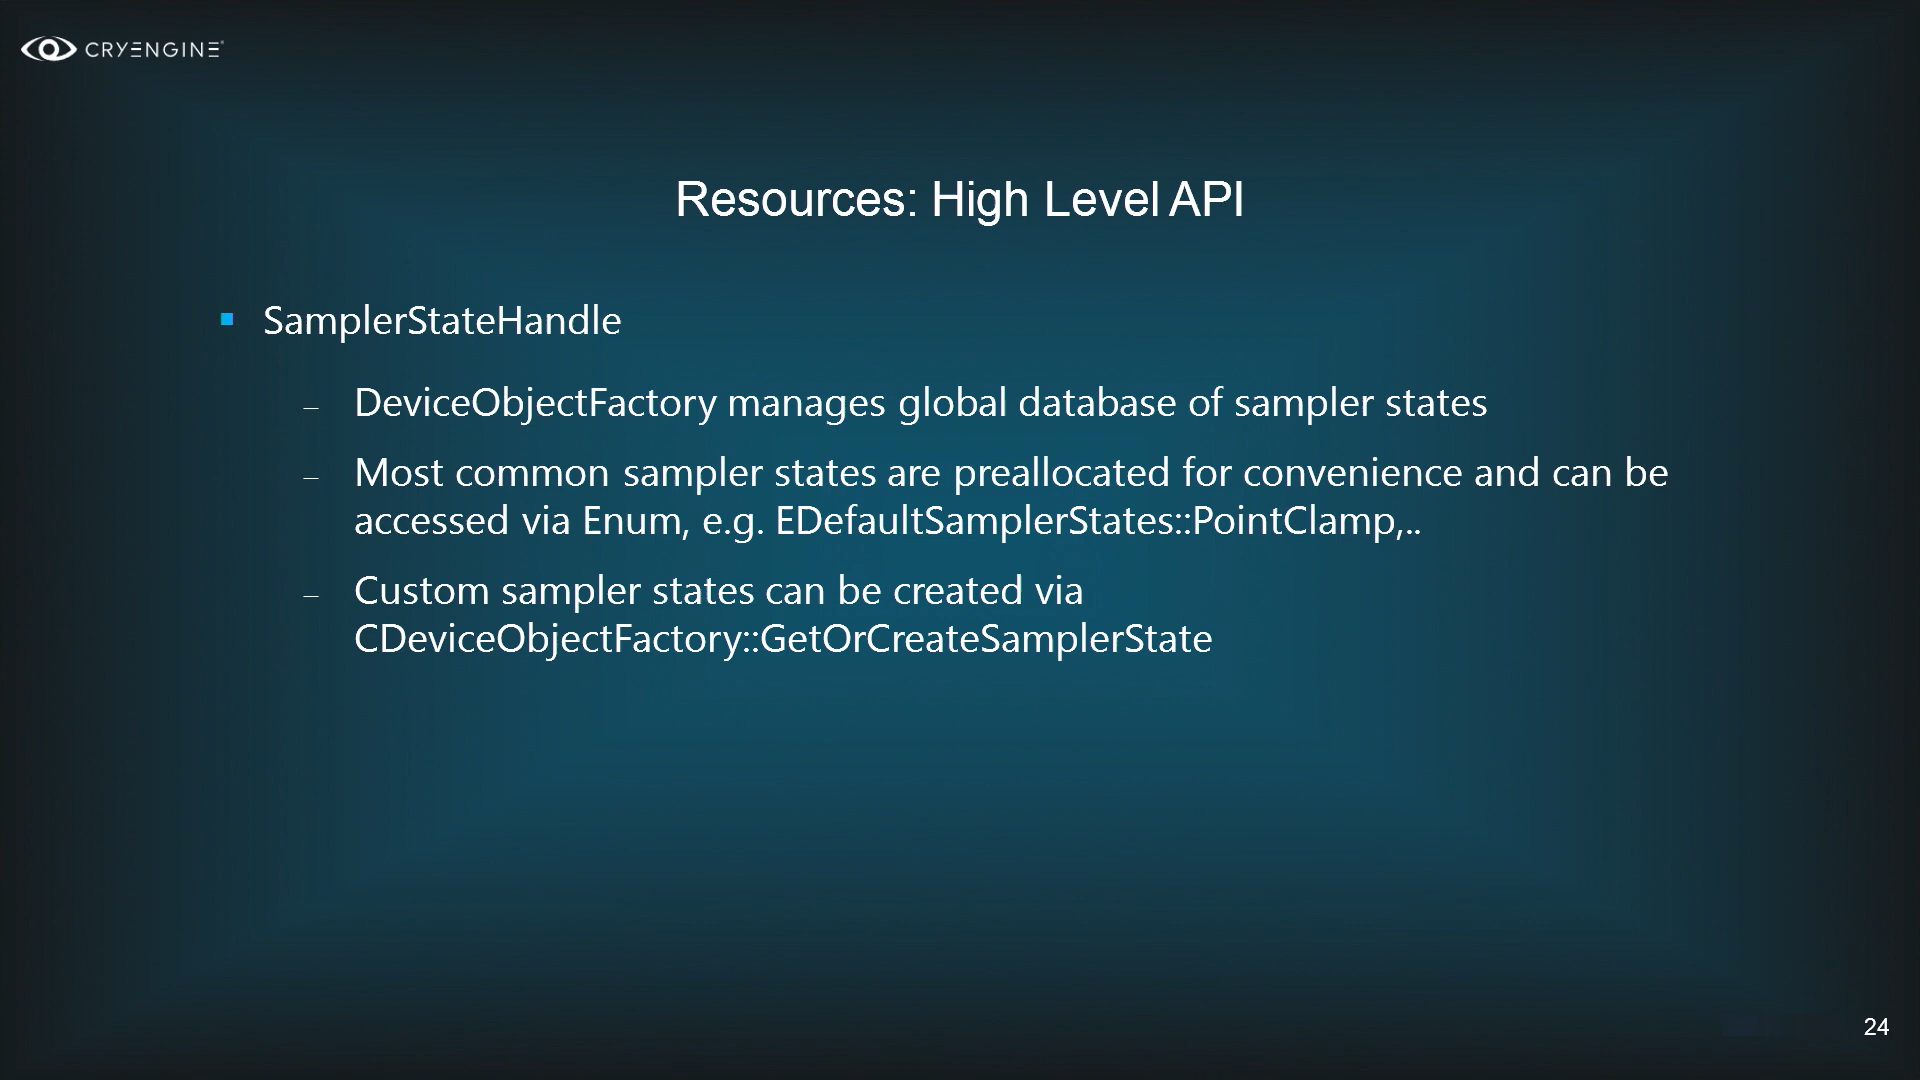 CRYENGINE®
Resources: High Level API
▪ SamplerStateHandle
– DeviceObjectFactory manages global database of sampler states
– Most common sampler states are preallocated for convenience and can be
accessed via Enum, e.g. EDefaultSamplerStates::PointClamp,..
– Custom sampler states can be created via
CDeviceObjectFactory::GetOrCreateSamplerState
24